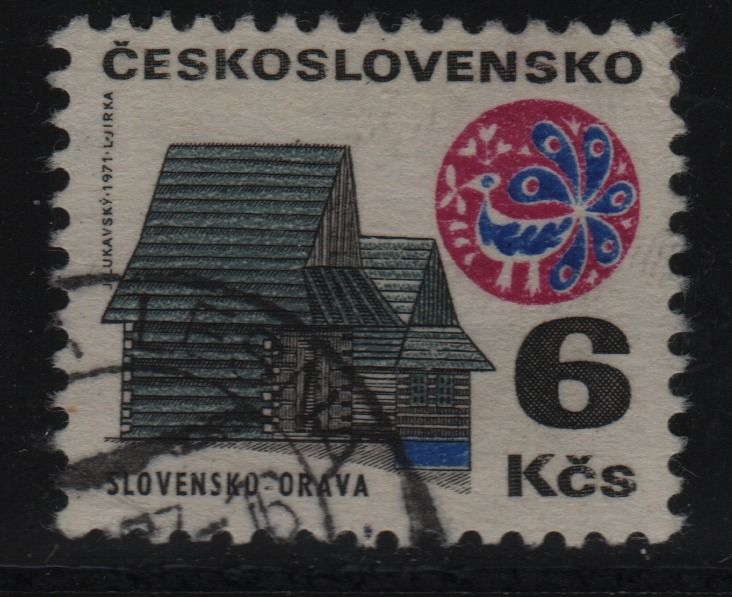 ČESKOSLOVENSKO
J.LUKAVSKÝ·1971·L.JIRKA
6
Kčs
SLOVENSKO-ORAVA